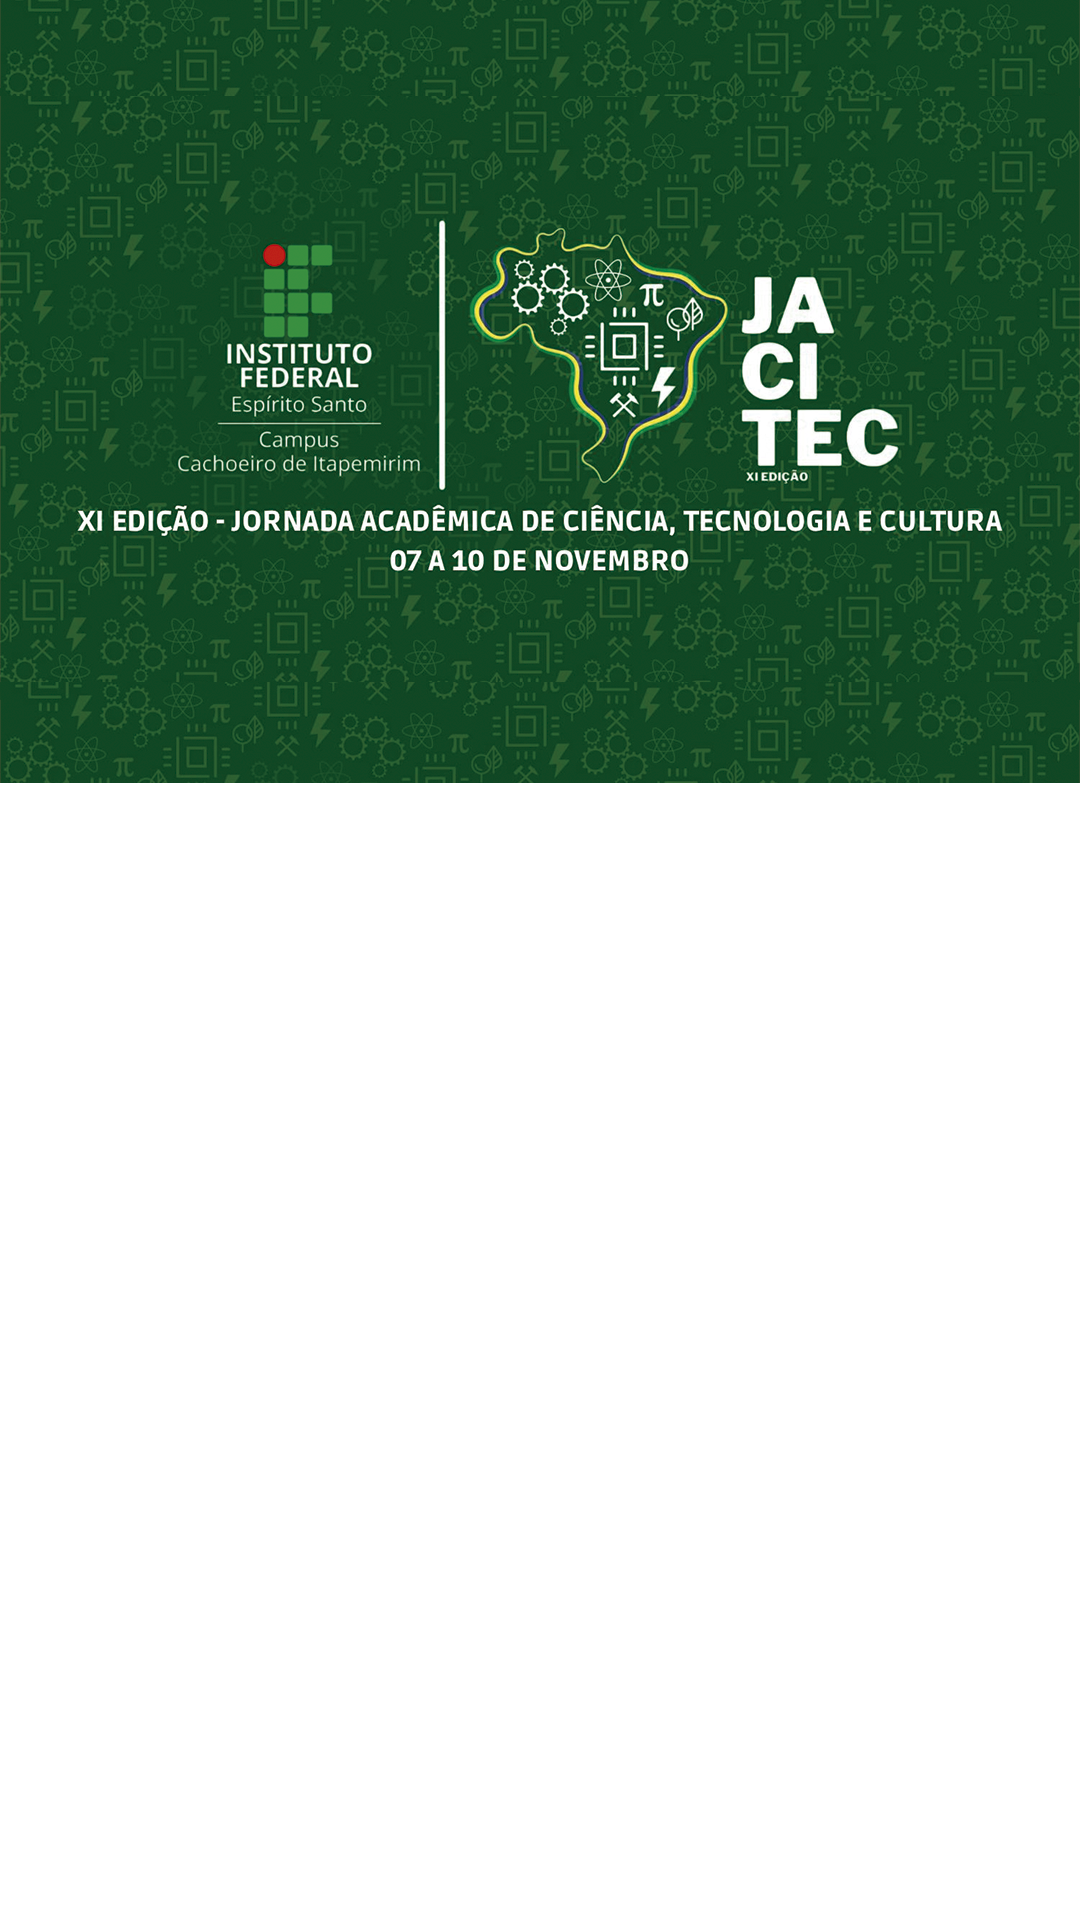 INSTITUTO
FEDERAL
Espírito Santo
Campus
Cachoeiro de Itapemirim
JA
CI
TEC
XI EDIÇÃO
XI EDIÇÃO - JORNADA ACADÊMICA DE CIÊNCIA, TECNOLOGIA E CULTURA
07 A 10 DE NOVEMBRO